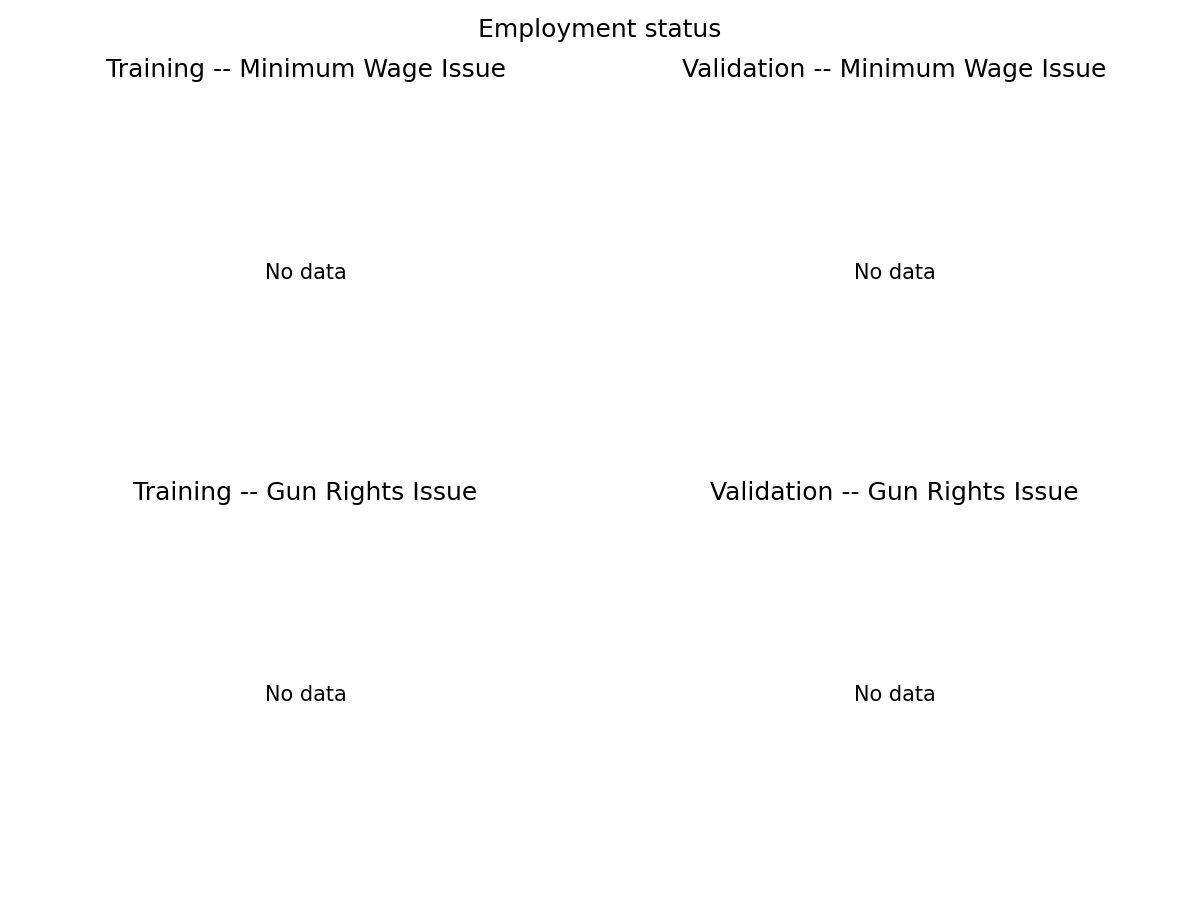 Employment status
Training -- Minimum Wage Issue
Validation -- Minimum Wage Issue
No data
No data
Training -- Gun Rights Issue
Validation -- Gun Rights Issue
No data
No data